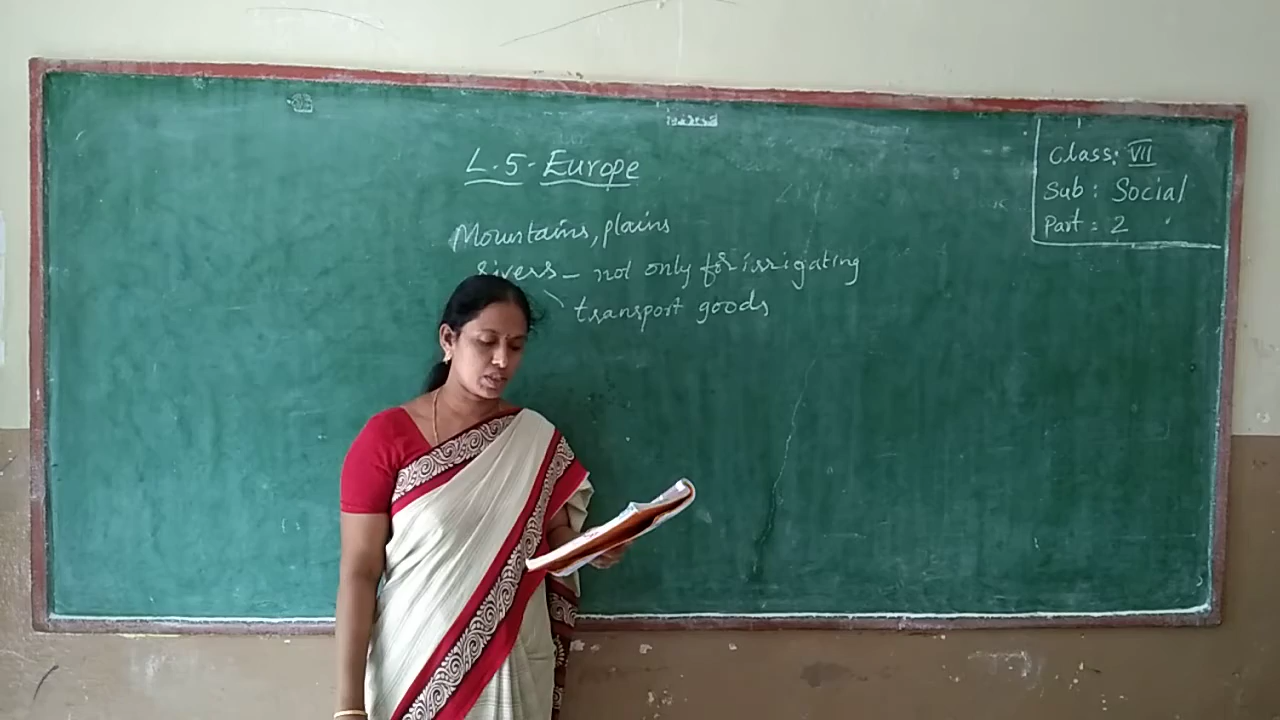 L.5- Europe
Mountains, plains
rivers – not only for irrigating
transport goods
Class: VII
Sub: Social
Part: 2